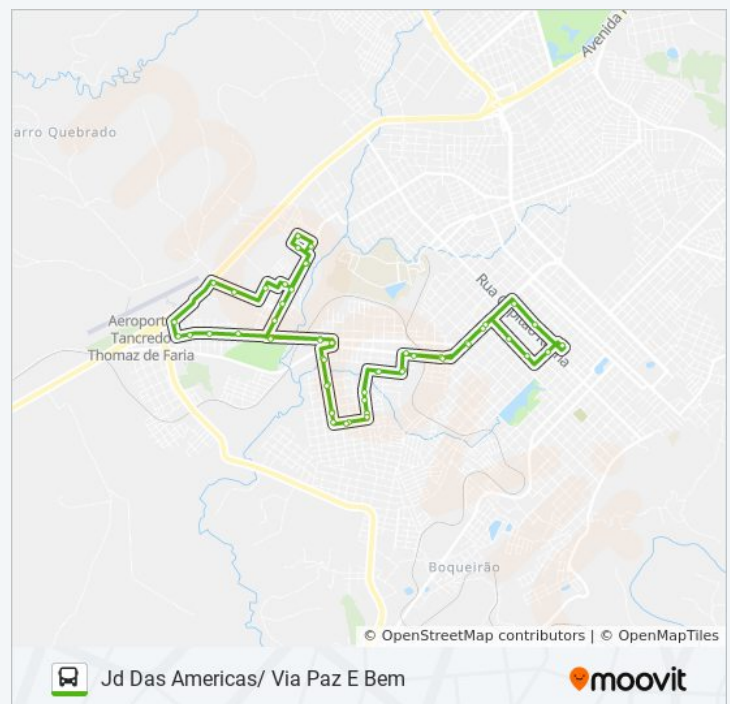 Avenida
arro Quebrado
Rua C
Aeroporto
Tancredo
Thomaz de Faria
Boqueirão
© OpenStreetMap contributors | © OpenMapTiles
Jd Das Americas/ Via Paz E Bem
moovit